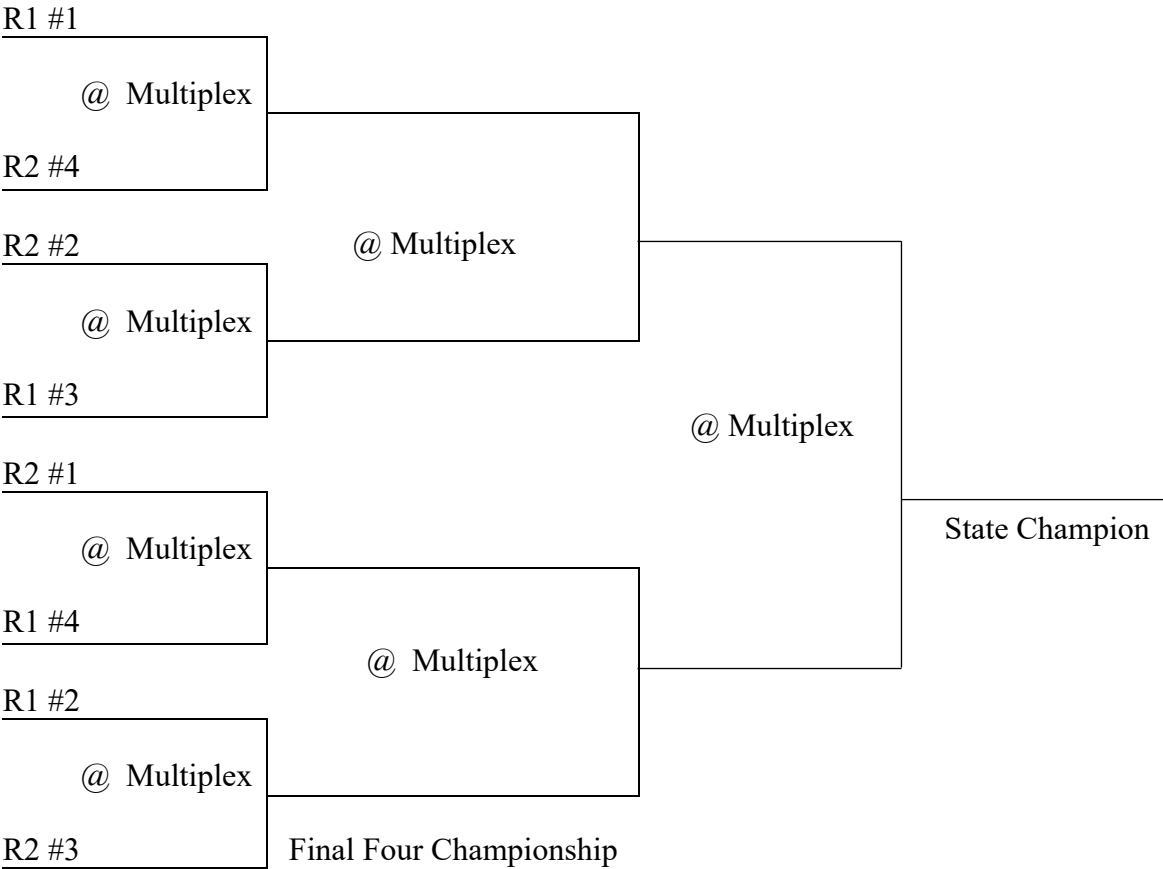 R1 #1
@ Multiplex
R2 #4
R2 #2
@ Multiplex
@ Multiplex
R1 #3
@ Multiplex
R2 #1
State Champion
@ Multiplex
R1 #4
@ Multiplex
R1 #2
@ Multiplex
R2 #3
Final Four Championship